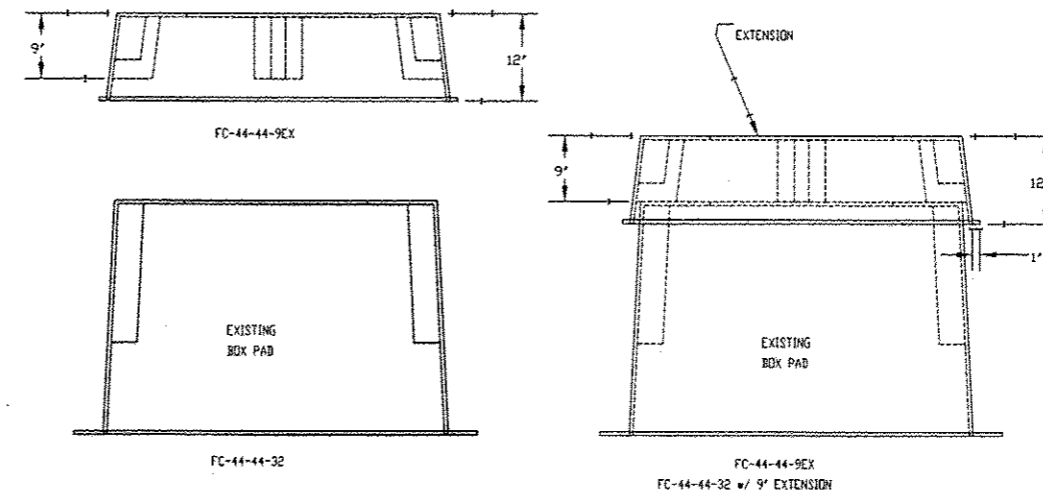 9"
12"
FC-44-44-9EX
EXISTING
BOX PAD
FC-44-44-32
EXTENSION
9"
12
1"
EXISTING
BOX PAD
FC-44-44-9EX
FC-44-44-32 w/ 9" EXTENSION